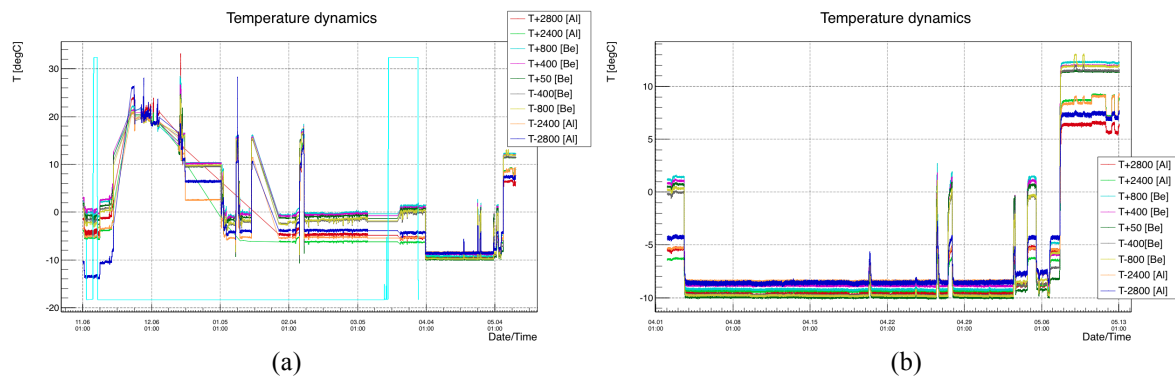 Temperature dynamics
T [degC]
T+2800 [Al]
T+2400 [Al]
T+800 [Be]
T+400 [Be]
T+50 [Be]
T-400[Be]
T-800 [Be]
T-2400 [Al]
T-2800 [Al]
30
20
10
0
-10
-20
11.06
01:00
12.06
01:00
01.05
01:00
02.04
01:00
03.05
01:00
04.04
01:00
05.04
01:00
Date/Time
(a)
Temperature dynamics
T [degC]
10
5
0
-5
-10
T+2800 [Al]
T+2400 [Al]
T+800 [Be]
T+400 [Be]
T+50 [Be]
T-400[Be]
T-800 [Be]
T-2400 [Al]
T-2800 [Al]
04.01
01:00
04.08
01:00
04.15
01:00
04.22
01:00
04.29
01:00
05.06
01:00
05.13
01:00
Date/Time
(b)